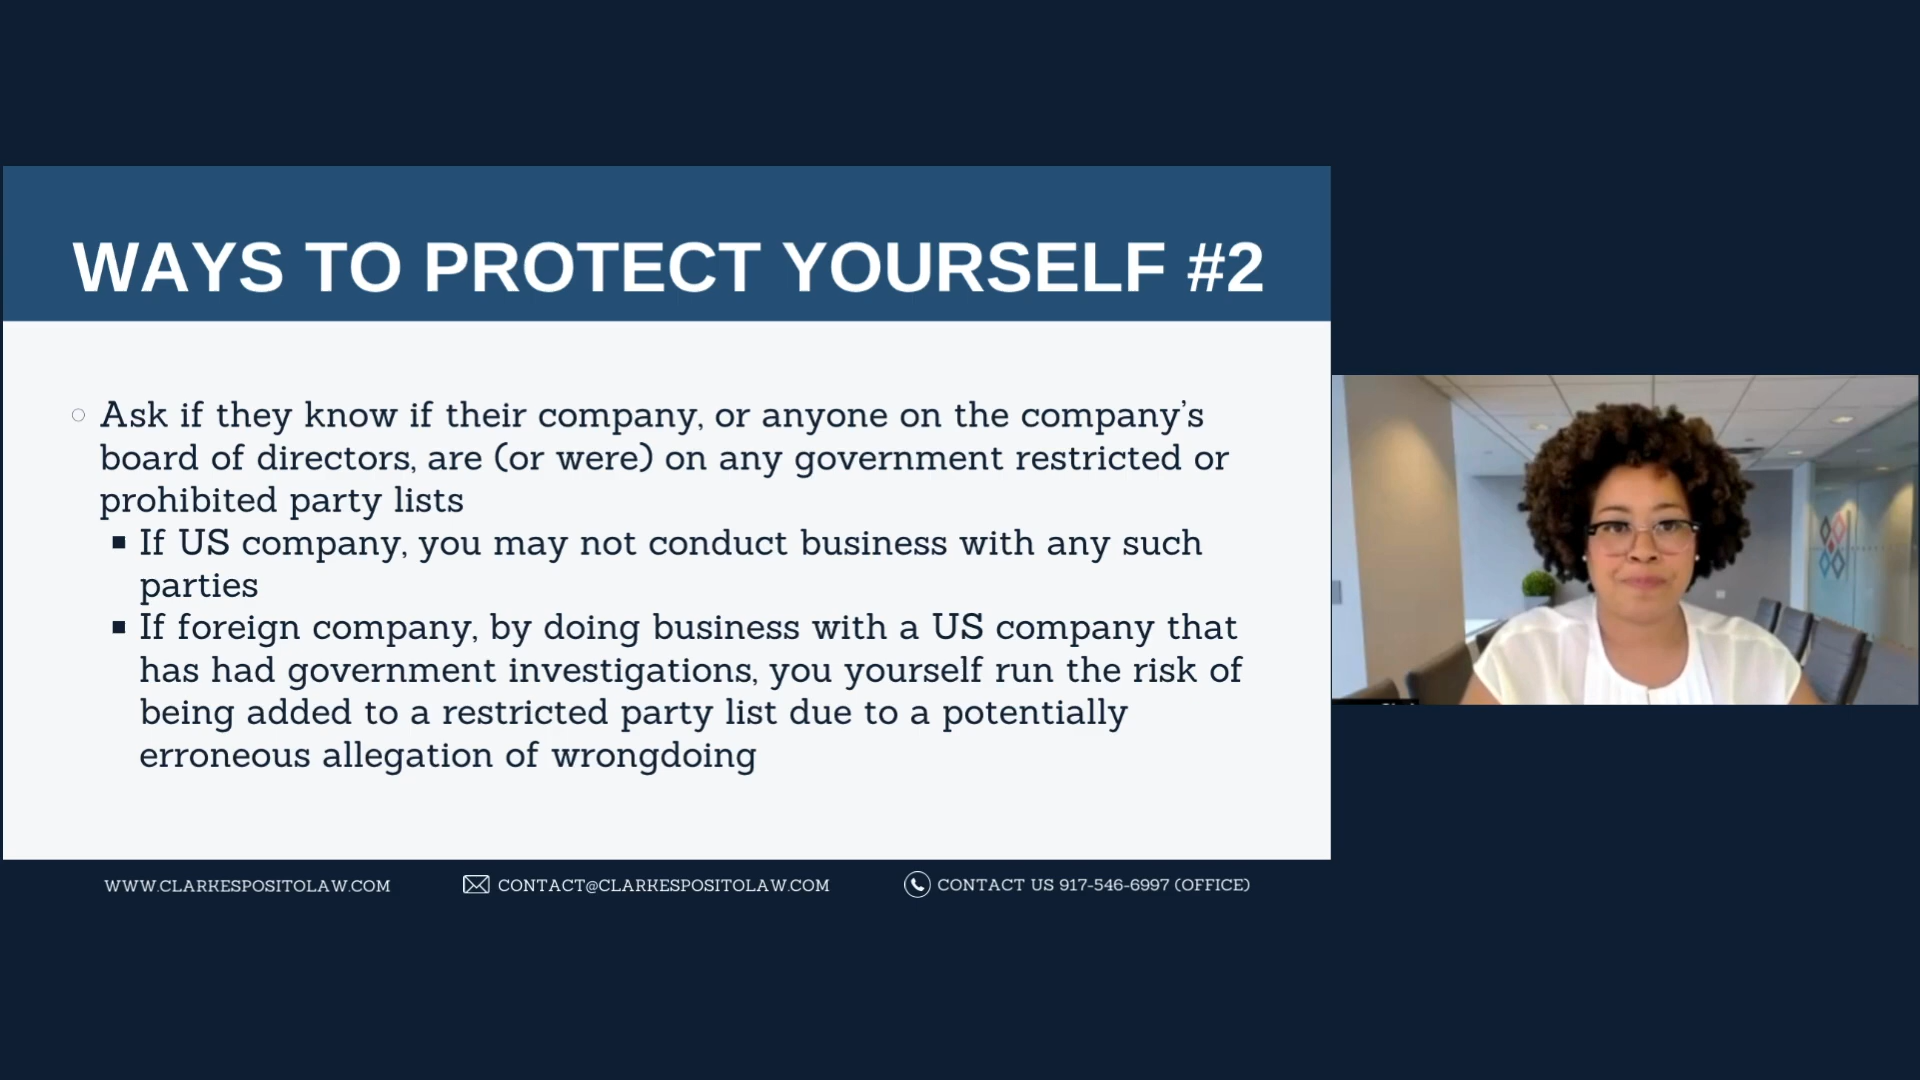 WAYS TO PROTECT YOURSELF #2
Ask if they know if their company, or anyone on the company's
board of directors, are (or were) on any government restricted or
prohibited party lists
If US company, you may not conduct business with any such
parties
If foreign company, by doing business with a US company that
has had government investigations, you yourself run the risk of
being added to a restricted party list due to a potentially
erroneous allegation of wrongdoing
WWW.CLARKESPOSITOLAW.COM
CONTACT@CLARKESPOSITOLAW.COM
CONTACT US 917-546-6997 (OFFICE)